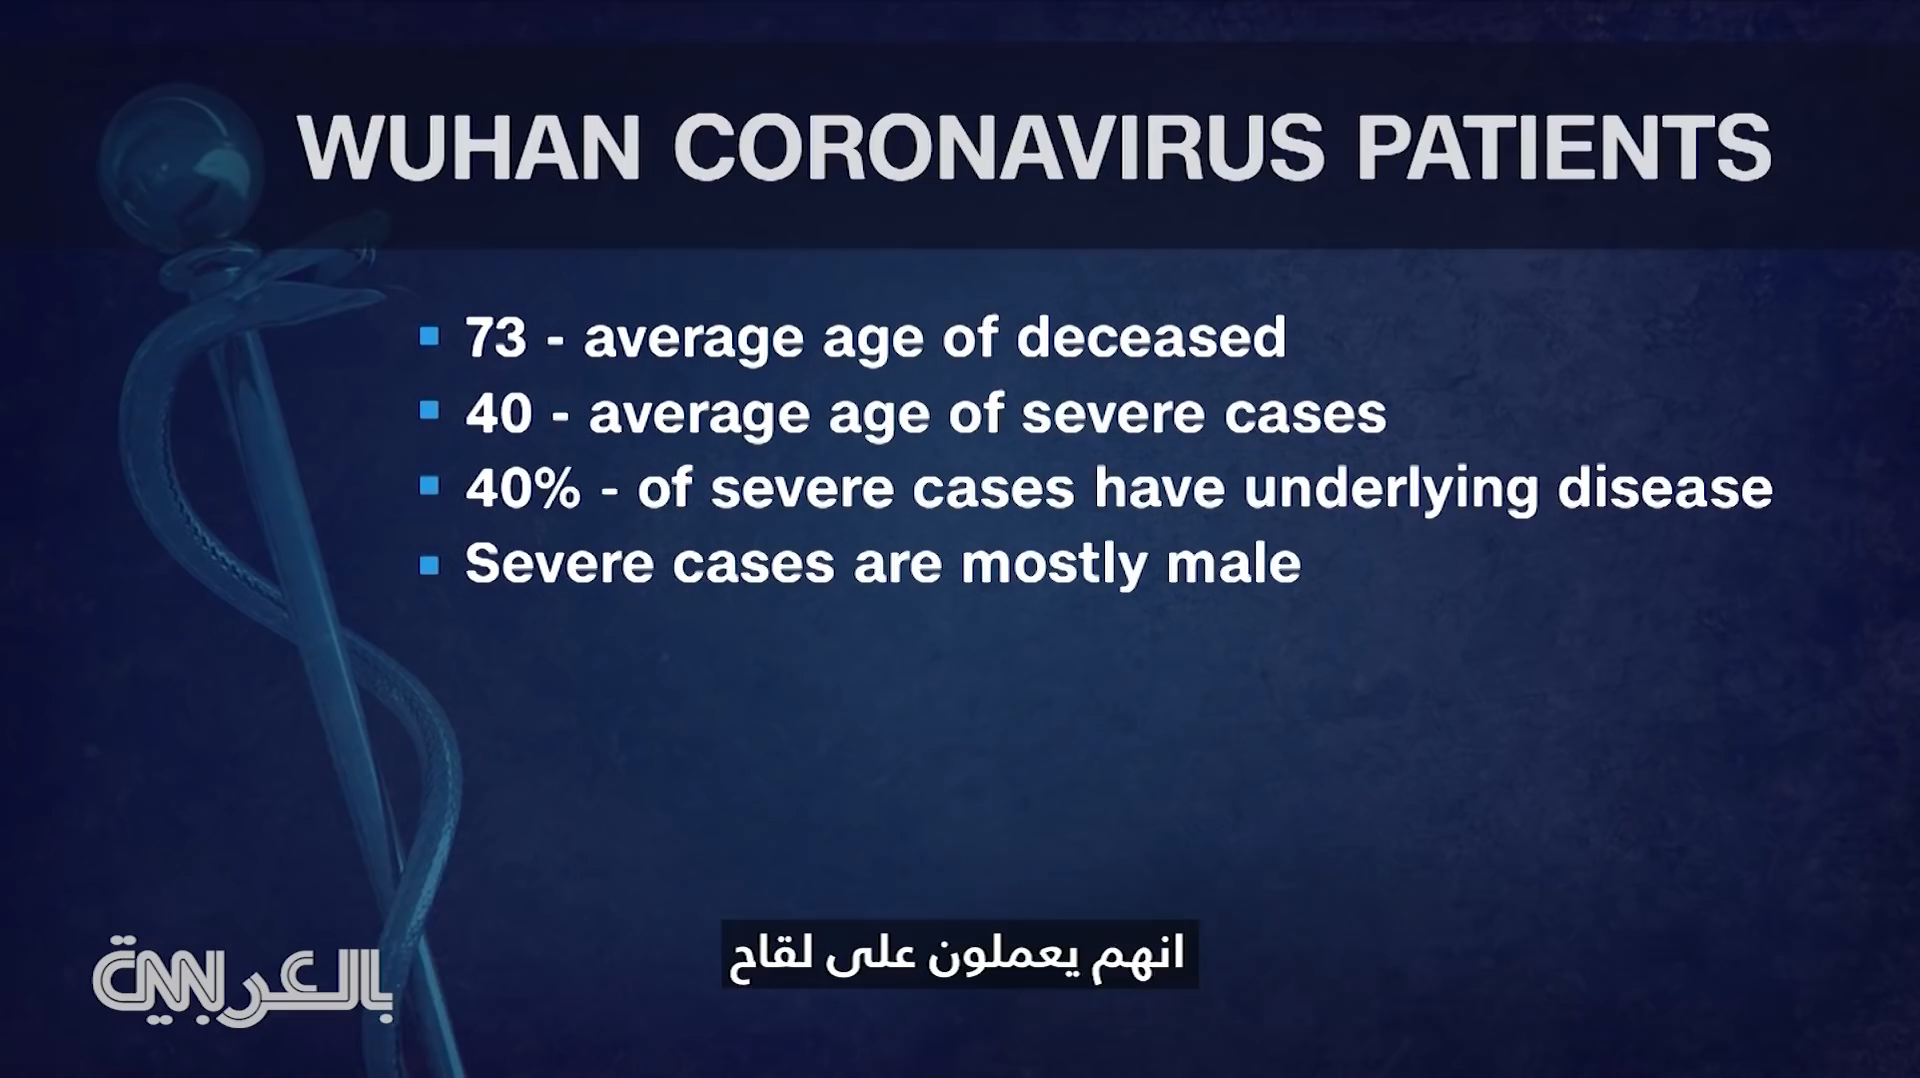 WUHAN CORONAVIRUS PATIENTS
73 - average age of deceased
40 - average age of severe cases
40% - of severe cases have underlying disease
Severe cases are mostly male
انهم يعملون على لقاح
CNN بالعربية